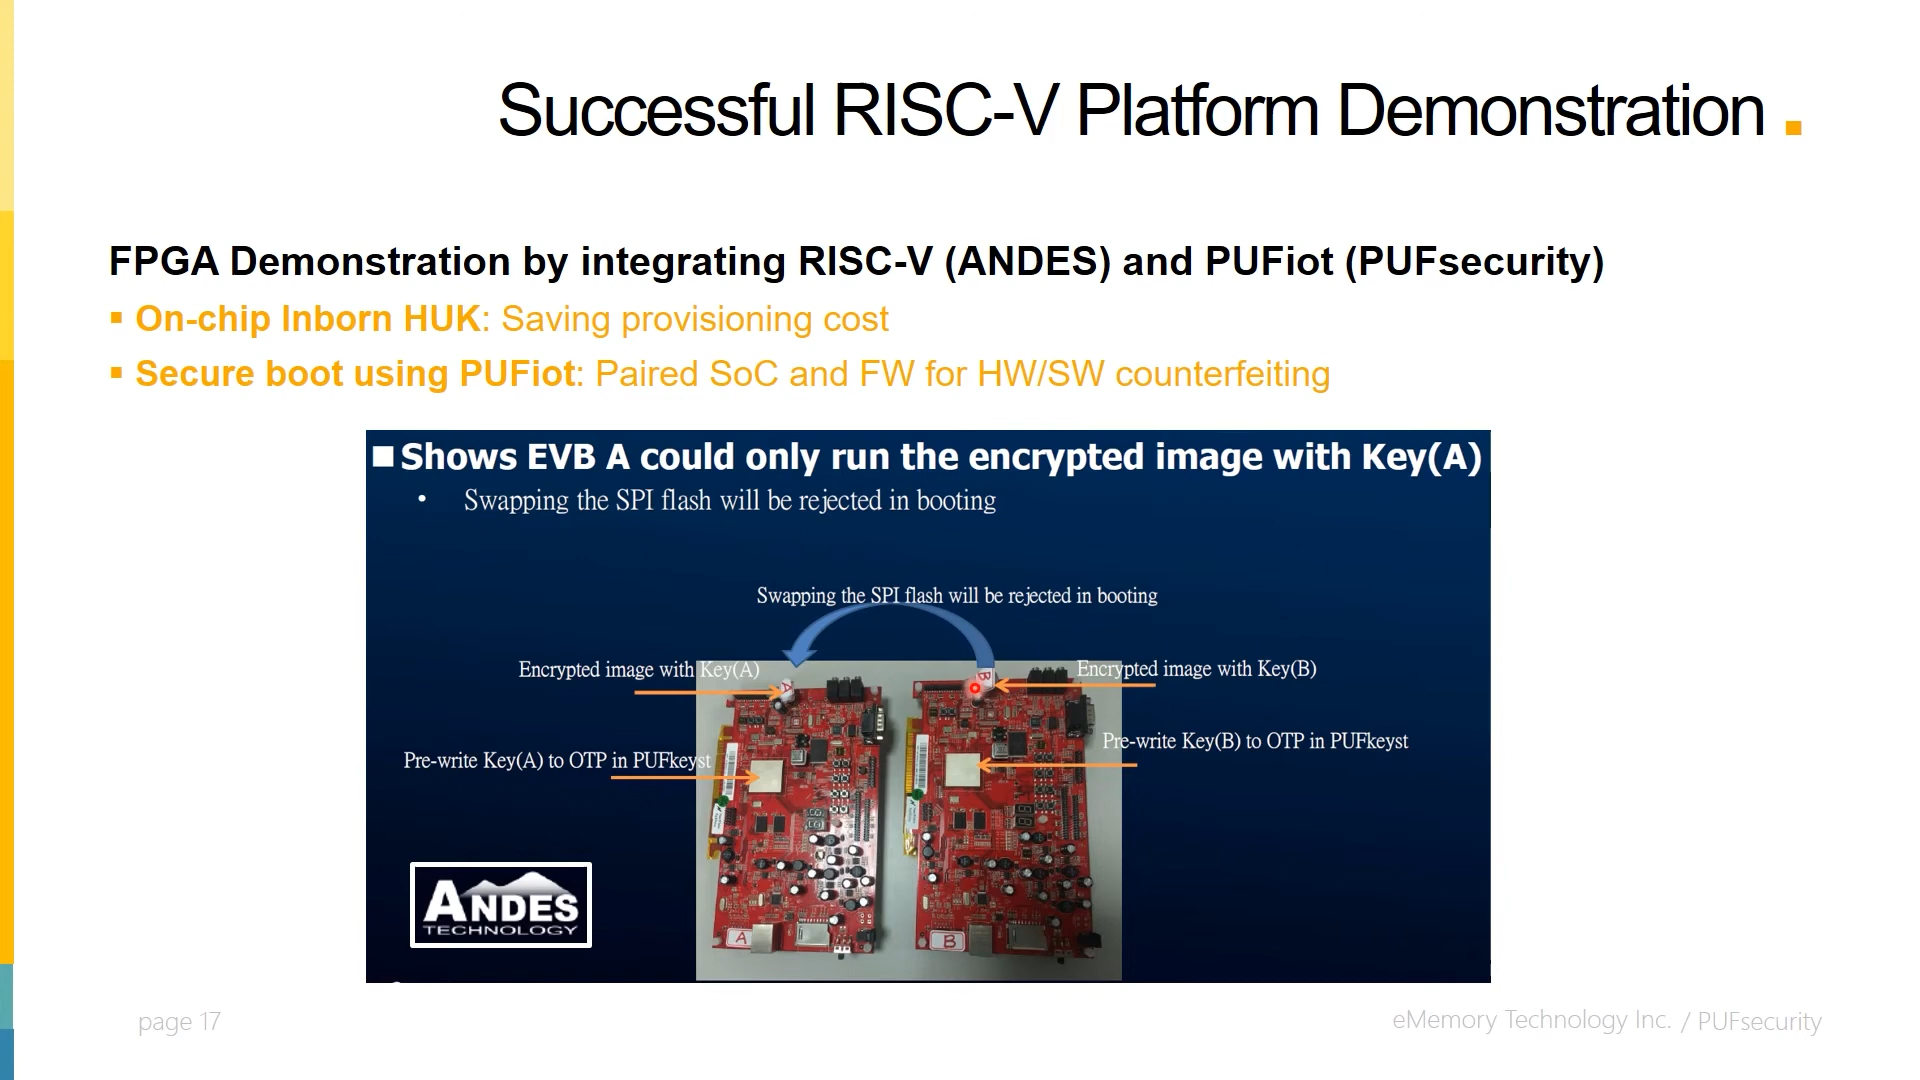 Successful RISC-V Platform Demonstration .
FPGA Demonstration by integrating RISC-V (ANDES) and PUFiot (PUFsecurity)
▪ On-chip Inborn HUK: Saving provisioning cost
▪ Secure boot using PUFiot: Paired SoC and FW for HW/SW counterfeiting
■ Shows EVB A could only run the encrypted image with Key(A)
• Swapping the SPI flash will be rejected in booting
Swapping the SPI flash will be rejected in booting
Encrypted image with Key(A)
Encrypted image with Key(B)
A
B
Pre-write Key(A) to OTP in PUFkeyst
Pre-write Key(B) to OTP in PUFkeyst
ANDES
TECHNOLOGY
A
B
page 17
eMemory Technology Inc. / PUFsecurity